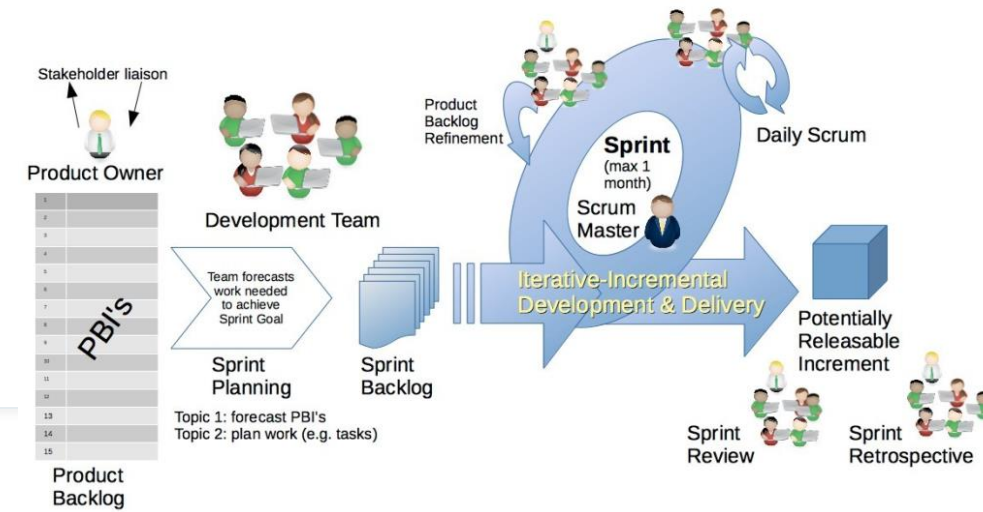 Stakeholder liaison
Product Owner
1
2
3
4
5
6
7
8
9
10
11
12
13
14
15
PBI's
Product
Backlog
Development Team
Team forecasts
work needed
to achieve
Sprint Goal
Sprint
Planning
Topic 1: forecast PBI's
Topic 2: plan work (e.g. tasks)
Sprint
Backlog
Product
Backlog
Refinement
Sprint
(max 1
month)
Scrum
Master
Daily Scrum
Iterative-Incremental
Development & Delivery
Potentially
Releasable
Increment
Sprint
Review
Sprint
Retrospective